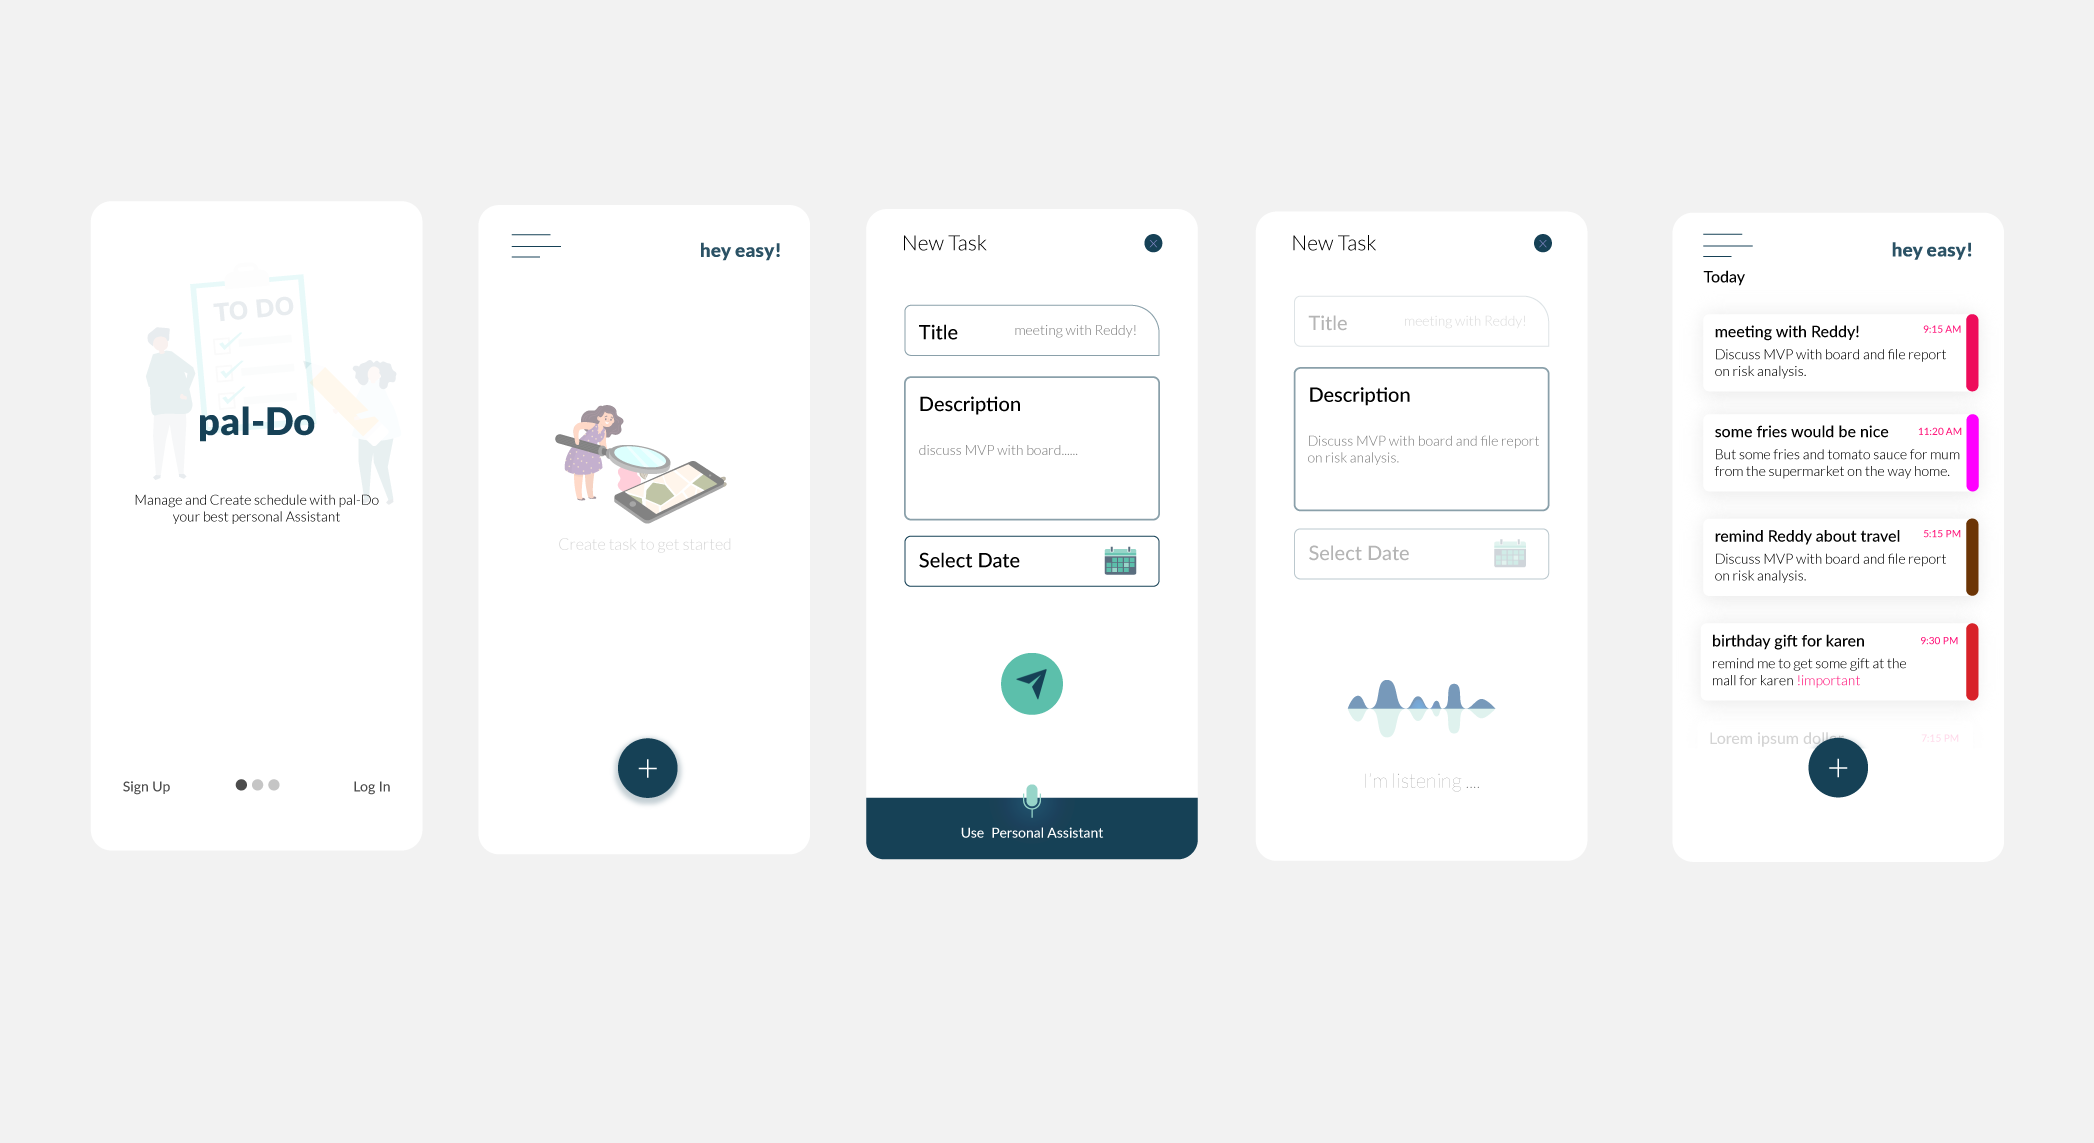 TO DO
pal-Do
Manage and Create schedule with pal-Do
your best personal Assistant
Sign Up
Log In
hey easy!
Create task to get started
New Task
Title
meeting with Reddy!
Description
discuss MVP with board......
Select Date
Use  Personal Assistant
New Task
Title
meeting with Reddy!
Description
Discuss MVP with board and file report
on risk analysis.
Select Date
I'm listening ....
hey easy!
Today
meeting with Reddy!
9:15 AM
Discuss MVP with board and file report
on risk analysis.
some fries would be nice
11:20 AM
But some fries and tomato sauce for mum
from the supermarket on the way home.
remind Reddy about travel
5:15 PM
Discuss MVP with board and file report
on risk analysis.
birthday gift for karen
9:30 PM
remind me to get some gift at the
mall for karen !important
Lorem ipsum doller
7:15 PM